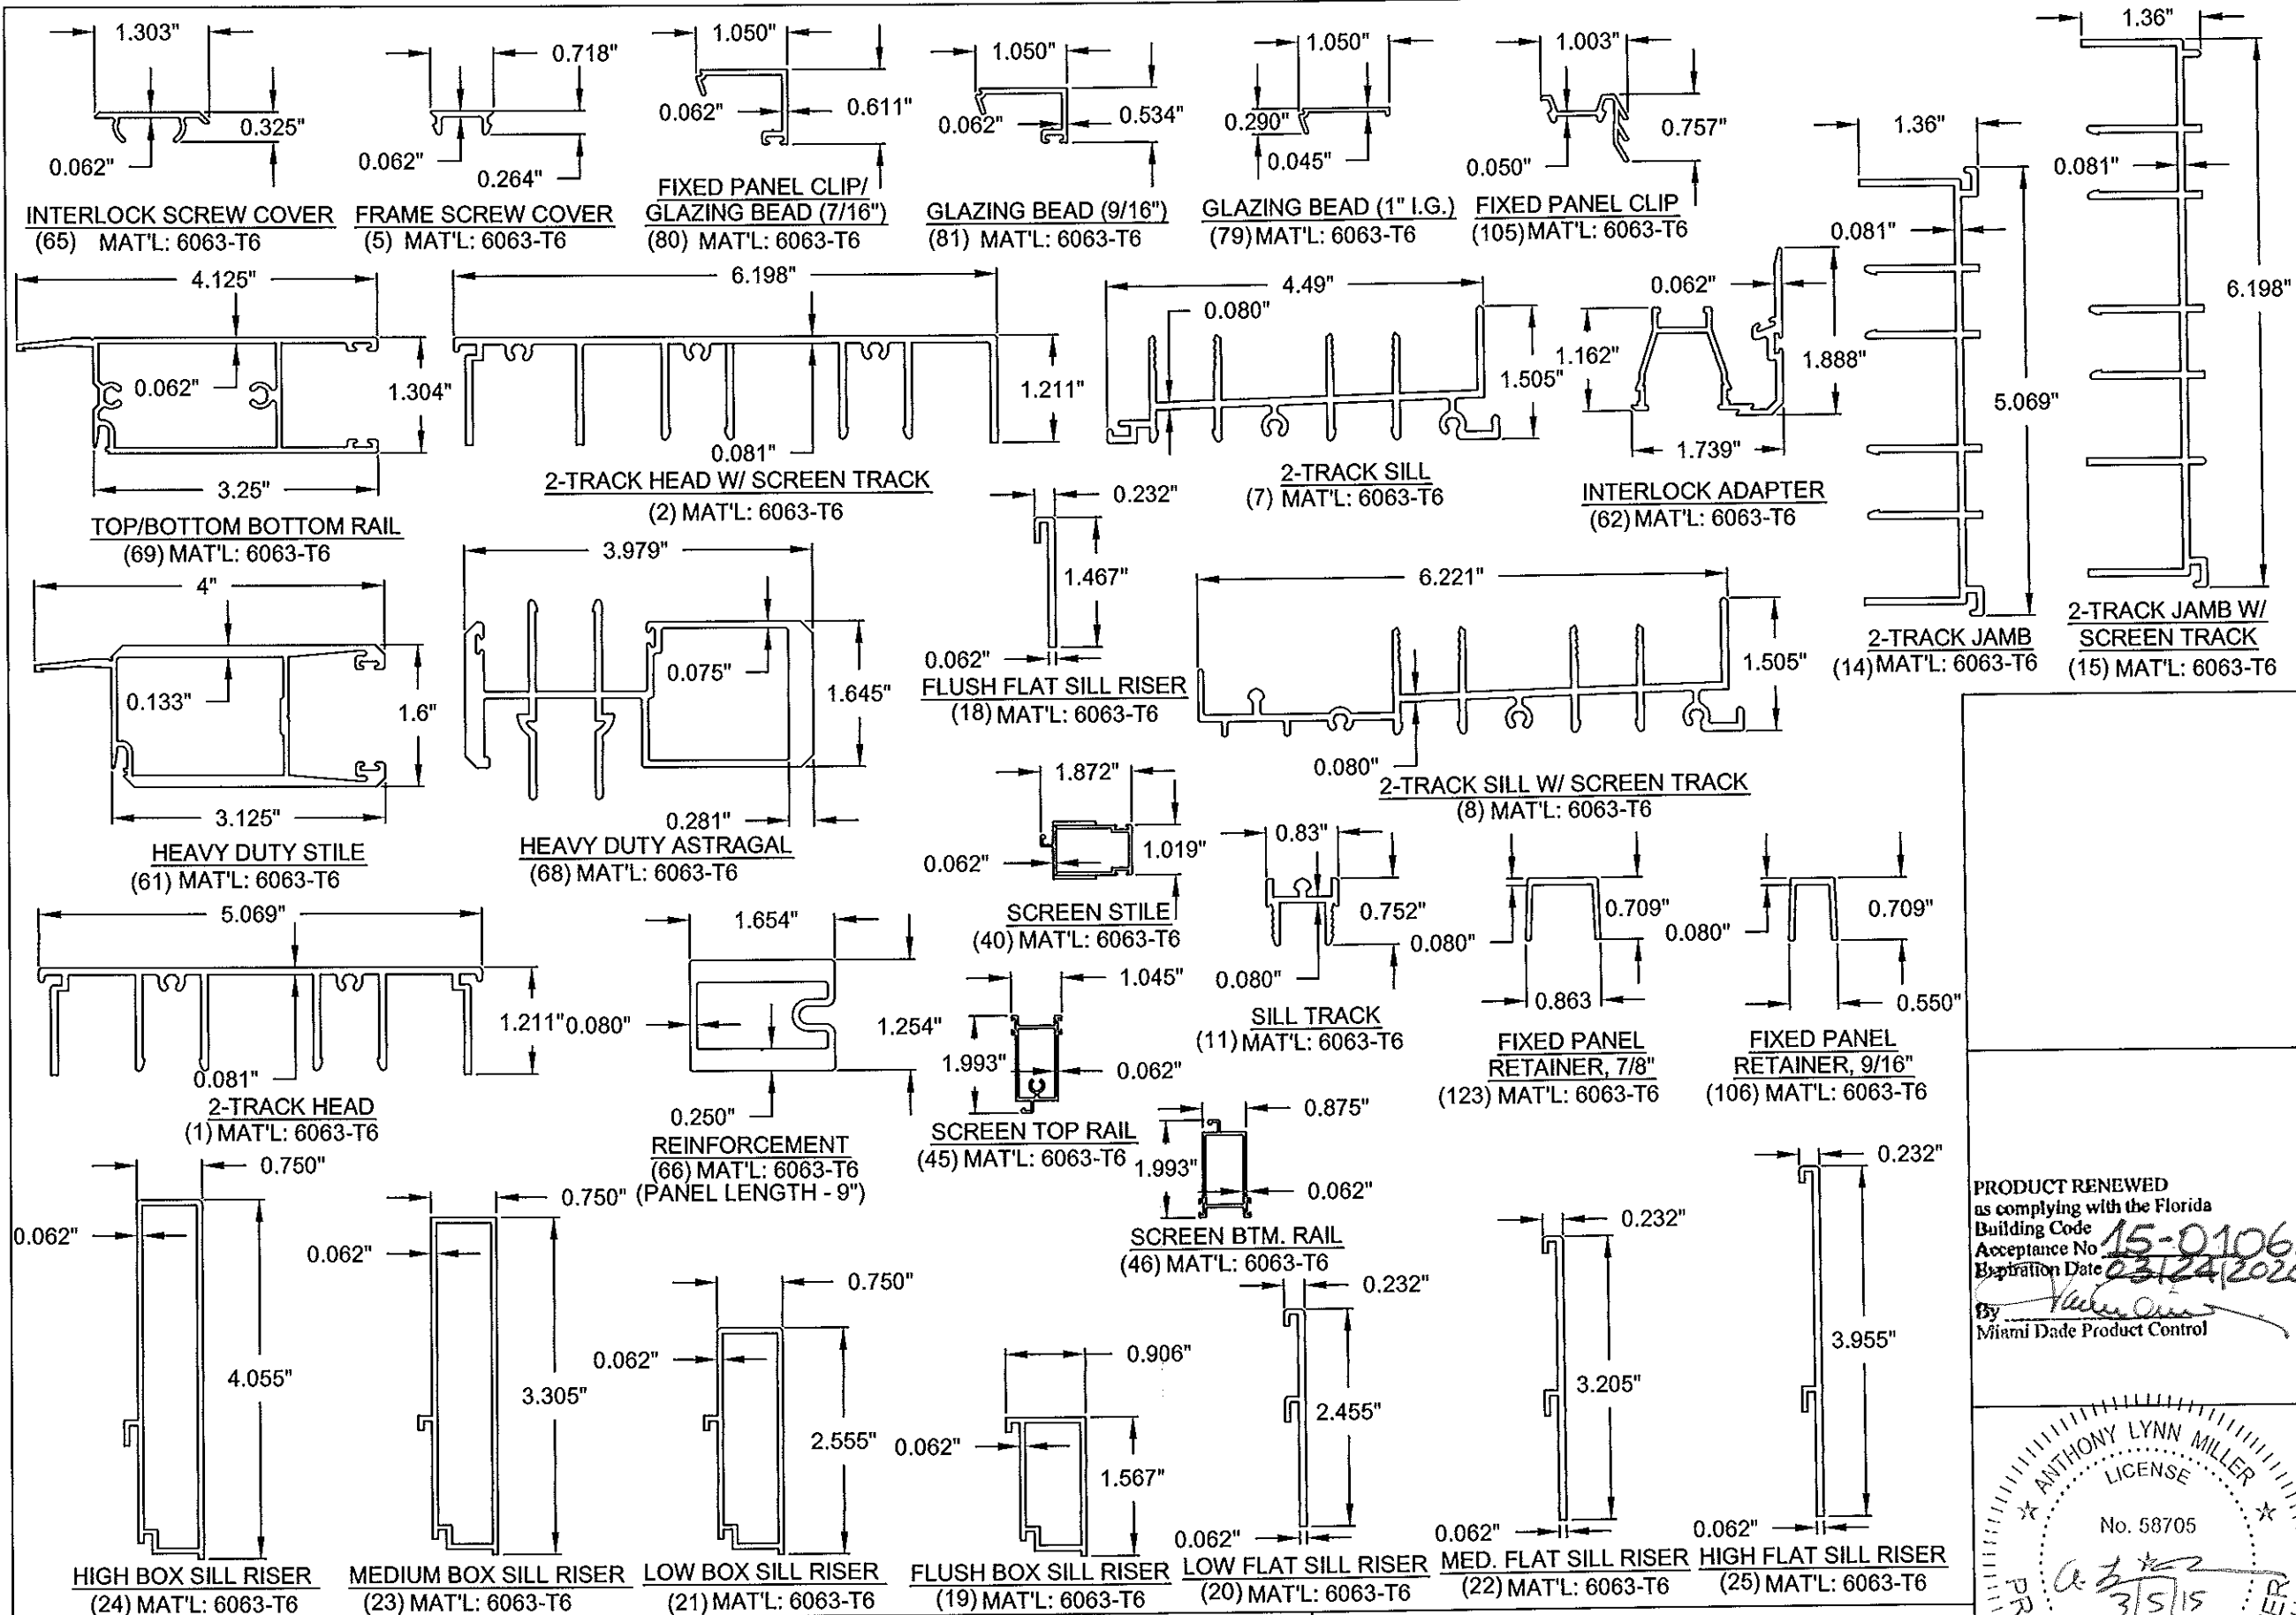 1.303"
0.062"
0.325"
INTERLOCK SCREW COVER
(65) MAT'L: 6063-T6
0.718"
0.062"
0.264"
FRAME SCREW COVER
(5) MAT'L: 6063-T6
1.050"
0.062"
0.611"
FIXED PANEL CLIP/
GLAZING BEAD (7/16")
(80) MAT'L: 6063-T6
1.050"
0.062"
0.534"
GLAZING BEAD (9/16")
(81) MAT'L: 6063-T6
1.050"
0.290"
0.045"
GLAZING BEAD (1" I.G.)
(79) MAT'L: 6063-T6
1.003"
0.757"
0.050"
FIXED PANEL CLIP
(105) MAT'L: 6063-T6
4.125"
0.062"
1.304"
3.25"
TOP/BOTTOM BOTTOM RAIL
(69) MAT'L: 6063-T6
6.198"
1.211"
0.081"
2-TRACK HEAD W/ SCREEN TRACK
(2) MAT'L: 6063-T6
4.49"
0.080"
1.505"
2-TRACK SILL
(7) MAT'L: 6063-T6
0.062"
1.162"
1.888"
1.739"
INTERLOCK ADAPTER
(62) MAT'L: 6063-T6
1.36"
0.081"
5.069"
2-TRACK JAMB
(14) MAT'L: 6063-T6
1.36"
0.081"
6.198"
2-TRACK JAMB W/
SCREEN TRACK
(15) MAT'L: 6063-T6
4"
0.133"
1.6"
3.125"
HEAVY DUTY STILE
(61) MAT'L: 6063-T6
3.979"
0.075"
1.645"
0.281"
HEAVY DUTY ASTRAGAL
(68) MAT'L: 6063-T6
0.232"
1.467"
0.062"
FLUSH FLAT SILL RISER
(18) MAT'L: 6063-T6
6.221"
1.505"
0.080"
2-TRACK SILL W/ SCREEN TRACK
(8) MAT'L: 6063-T6
1.872"
0.062"
1.019"
SCREEN STILE
(40) MAT'L: 6063-T6
0.83"
0.752"
0.080"
SILL TRACK
(11) MAT'L: 6063-T6
0.709"
0.080"
0.863
FIXED PANEL
RETAINER, 7/8"
(123) MAT'L: 6063-T6
0.709"
0.080"
0.550"
FIXED PANEL
RETAINER, 9/16"
(106) MAT'L: 6063-T6
5.069"
1.211"
0.081"
2-TRACK HEAD
(1) MAT'L: 6063-T6
1.654"
0.080"
1.254"
0.250"
REINFORCEMENT
(66) MAT'L: 6063-T6
(PANEL LENGTH - 9")
1.045"
1.993"
0.062"
SCREEN TOP RAIL
(45) MAT'L: 6063-T6
0.875"
1.993"
0.062"
SCREEN BTM. RAIL
(46) MAT'L: 6063-T6
0.750"
0.062"
4.055"
HIGH BOX SILL RISER
(24) MAT'L: 6063-T6
0.750"
0.062"
3.305"
MEDIUM BOX SILL RISER
(23) MAT'L: 6063-T6
0.750"
0.062"
2.555"
LOW BOX SILL RISER
(21) MAT'L: 6063-T6
0.906"
0.062"
1.567"
FLUSH BOX SILL RISER
(19) MAT'L: 6063-T6
0.232"
2.455"
0.062"
LOW FLAT SILL RISER
(20) MAT'L: 6063-T6
0.232"
3.205"
0.062"
MED. FLAT SILL RISER
(22) MAT'L: 6063-T6
0.232"
3.955"
0.062"
HIGH FLAT SILL RISER
(25) MAT'L: 6063-T6
PRODUCT RENEWED
as complying with the Florida
Building Code
Acceptance No 15-0106
Expiration Date 03/24/2020
By
Miami Dade Product Control
ANTHONY LYNN MILLER
LICENSE
No. 58705
3/5/15